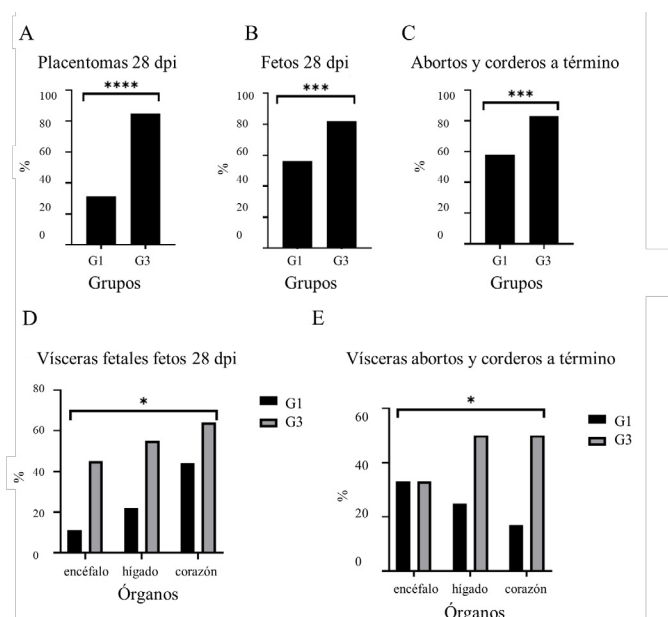 A
Placentomas 28 dpi
****
100
80
60
40
20
0
%
G1 G3
Grupos
B
Fetos 28 dpi
***
100
80
60
40
20
0
%
G1 G3
Grupos
C
Abortos y corderos a término
***
100
80
60
40
20
0
%
G1 G3
Grupos
D
Vísceras fetales fetos 28 dpi
*
G1
G3
80
60
40
20
0
%
encéfalo hígado corazón
Órganos
E
Vísceras abortos y corderos a término
*
G1
G3
60
40
20
0
%
encéfalo hígado corazón
Órganos